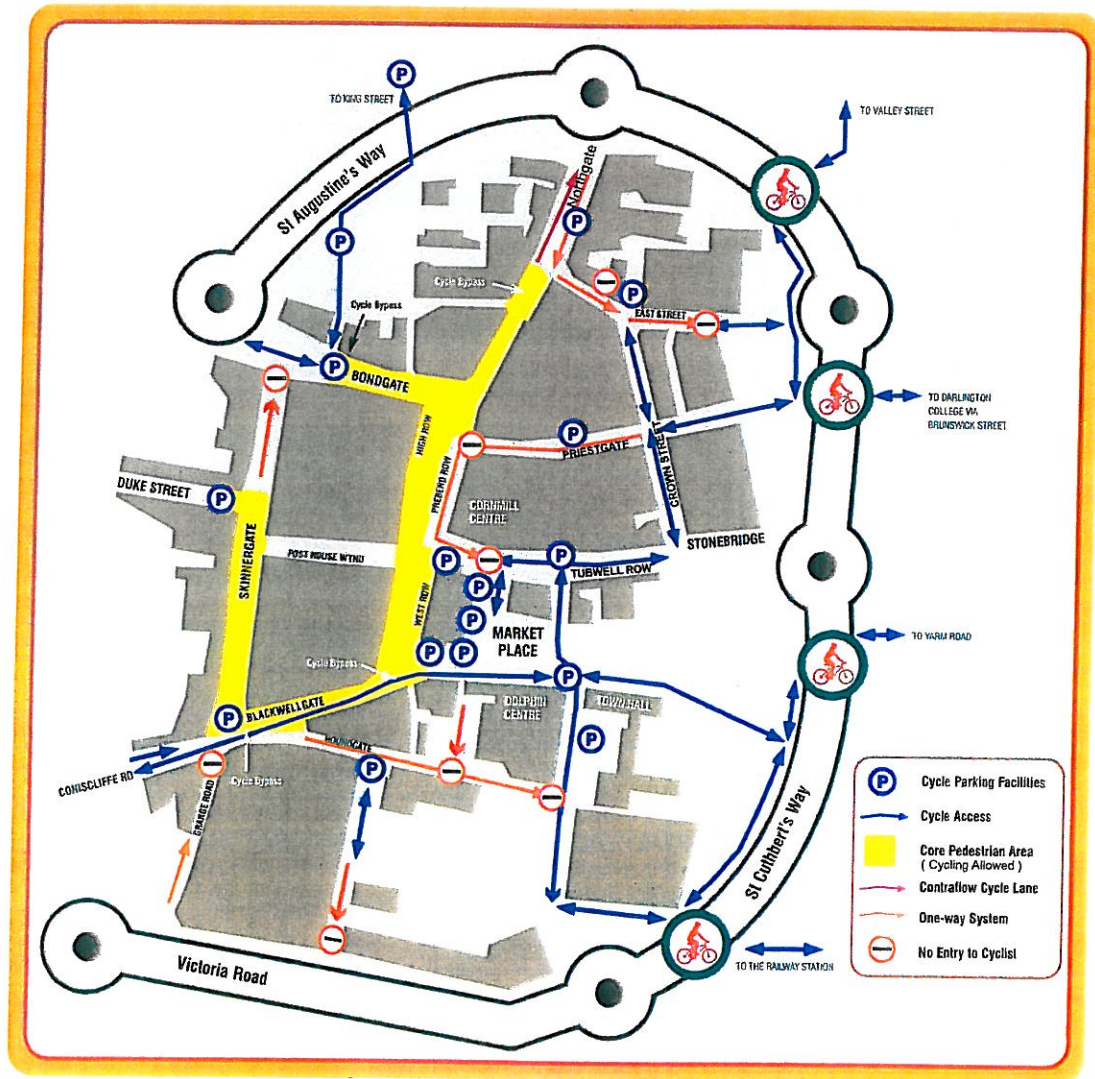 P
TO KING STREET
St Augustine's Way
TO VALLEY STREET
Northgate
P
P
P
Cycle Bypass
Cycle Bypass
EAST STREET
P
BONDGATE
TO DARLINGTON
COLLEGE VIA
BRUNSWICK STREET
HIGH ROW
P
PRIESTGATE
CROWN STREET
DUKE STREET
P
PREBEND ROW
CORNMILL
CENTRE
SKINNERGATE
POST HOUSE WYND
STONEBRIDGE
P
P
TUBWELL ROW
P
WEST ROW
P
MARKET
PLACE
P
P
TO YARM ROAD
Cycle Bypass
P
P
BLACKWELLGATE
DOLPHIN
CENTRE
TOWN HALL
P
HOUNDGATE
P
CONISCLIFFE RD
Cycle Bypass
GRANGE ROAD
St Cuthbert's Way
Victoria Road
TO THE RAILWAY STATION
P Cycle Parking Facilities
Cycle Access
Core Pedestrian Area
( Cycling Allowed )
Contraflow Cycle Lane
One-way System
No Entry to Cyclist